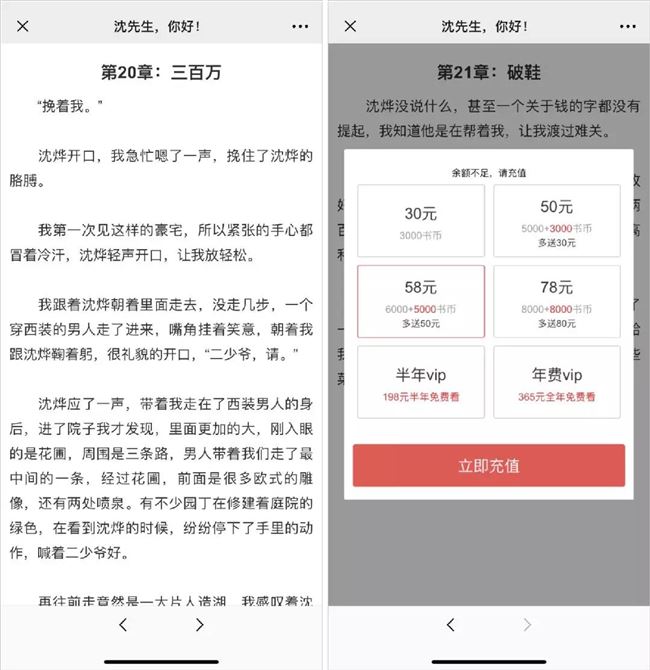 沈先生，你好！
第20章：三百万
“挽着我。”
沈烨开口，我急忙嗯了一声，挽住了沈烨的
胳膊。
我第一次见这样的豪宅，所以紧张的手心都
冒着冷汗，沈烨轻声开口，让我放轻松。
我跟着沈烨朝着里面走去，没走几步，一个
穿西装的男人走了进来，嘴角挂着笑意，朝着我
跟沈烨鞠着躬，很礼貌的开口，“二少爷，请。”
沈烨应了一声，带着我走在了西装男人的身
后，进了院子我才发现，里面更加的大，刚入眼
的是花圃，周围是三条路，男人带着我们走了最
中间的一条，经过花圃，前面是很多欧式的雕
像，还有两处喷泉。有不少园丁在修建着庭院的
绿色，在看到沈烨的时候，纷纷停下了手里的动
作，喊着二少爷好。
再往前走竟然是一大片人造湖，我感叹着沈
沈先生，你好！
第21章：破鞋
沈烨没说什么，甚至一个关于钱的字都没有
提起，我知道他是在帮着我，让我渡过难关。
余额不足，请充值
30元
3000书币
50元
5000+3000书币
多送30元
58元
6000+5000书币
多送50元
78元
8000+8000书币
多送80元
半年vip
198元半年免费看
年费vip
365元全年免费看
立即充值